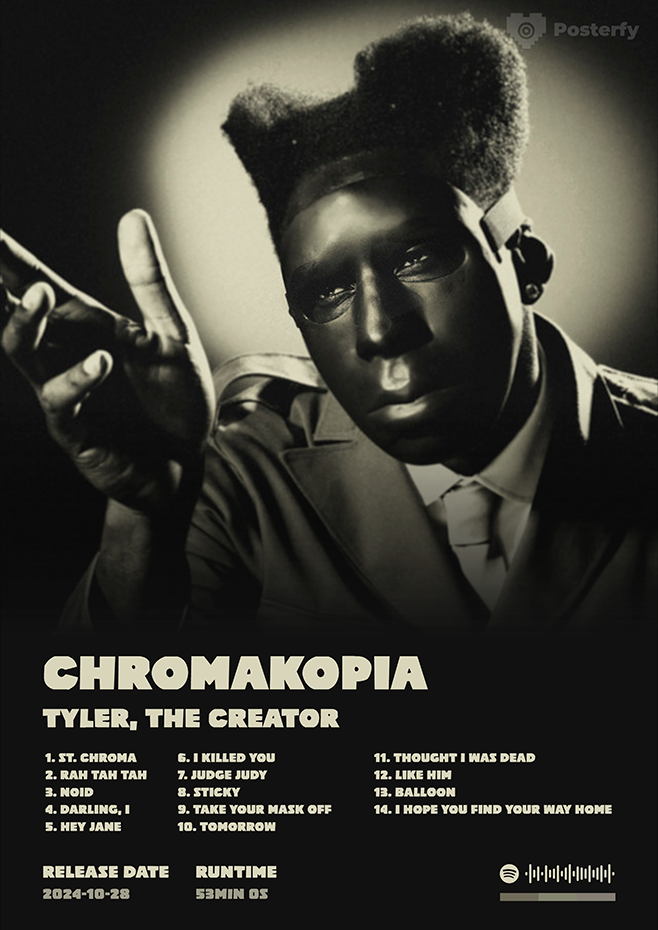 Posterfy
CHROMAKOPIA
TYLER, THE CREATOR
1. ST. CHROMA
2. RAH TAH TAH
3. NOID
4. DARLING, I
5. HEY JANE
6. I KILLED YOU
7. JUDGE JUDY
8. STICKY
9. TAKE YOUR MASK OFF
10. TOMORROW
11. THOUGHT I WAS DEAD
12. LIKE HIM
13. BALLOON
14. I HOPE YOU FIND YOUR WAY HOME
RELEASE DATE
2024-10-28
RUNTIME
53MIN 0S